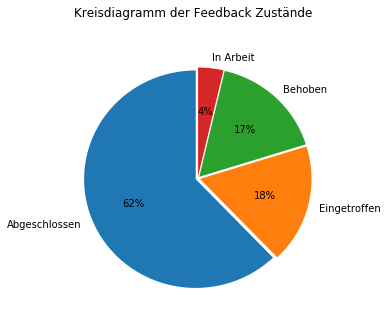 Kreisdiagramm der Feedback Zustände
In Arbeit
Behoben
4%
17%
18%
62%
Eingetroffen
Abgeschlossen